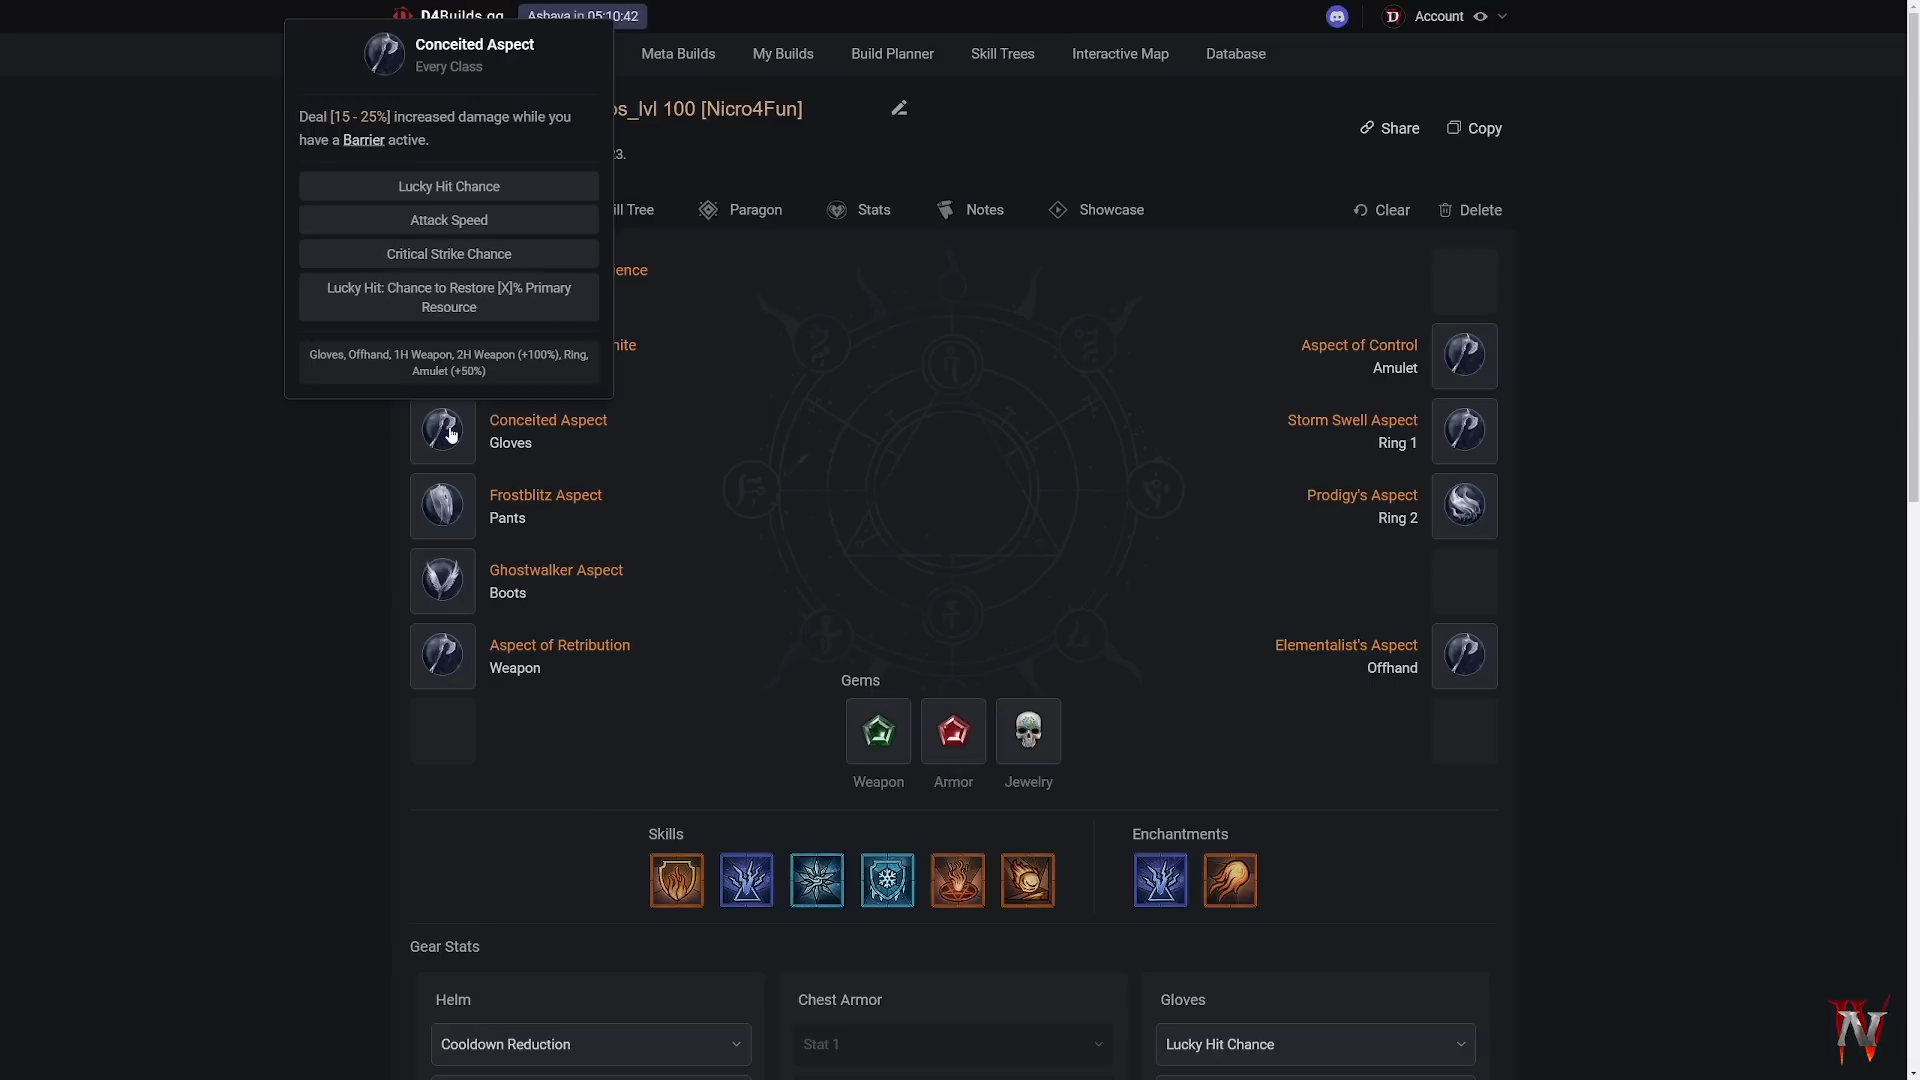 D4Builds.gg
Ashava in 05:10:42
Account
Conceited Aspect
Every Class
Deal [15 - 25%] increased damage while you
have a Barrier active.
Lucky Hit Chance
Attack Speed
Critical Strike Chance
Lucky Hit: Chance to Restore [X]% Primary
Resource
Gloves, Offhand, 1H Weapon, 2H Weapon (+100%), Ring,
Amulet (+50%)
Meta Builds
My Builds
Build Planner
Skill Trees
Interactive Map
Database
os_lvl 100 [Nicro4Fun]
Share
Copy
23.
ill Tree
Paragon
Stats
Notes
Showcase
Clear
Delete
ience
nite
Aspect of Control
Amulet
Conceited Aspect
Gloves
Storm Swell Aspect
Ring 1
Frostblitz Aspect
Pants
Prodigy's Aspect
Ring 2
Ghostwalker Aspect
Boots
Aspect of Retribution
Weapon
Elementalist's Aspect
Offhand
Gems
Weapon
Armor
Jewelry
Skills
Enchantments
Gear Stats
Helm
Chest Armor
Gloves
Cooldown Reduction
Stat 1
Lucky Hit Chance